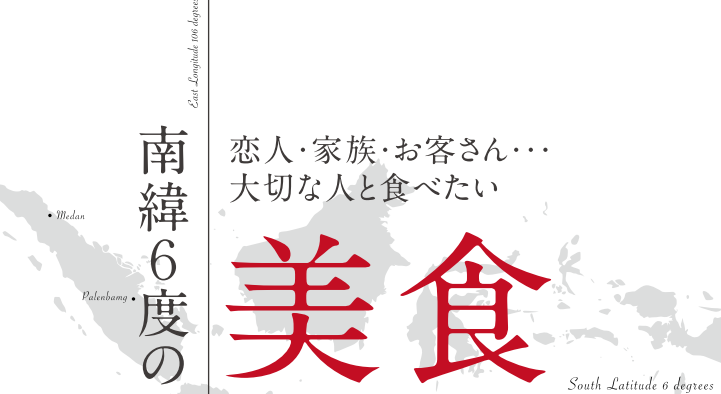 East Longitude 106 degrees
南緯6度の
恋人・家族・お客さん・・・
大切な人と食べたい
美食
Medan
Palenbamg
South Latitude 6 degrees